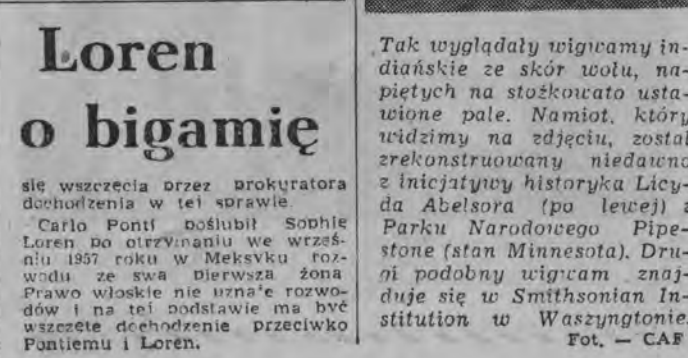 Loren
o bigamię
się wszczęcia przez prokuratora
dochodzenia w tej sprawie.
Carlo Ponti poślubił Sophię
Loren po otrzymaniu we wrześ-
niu 1957 roku w Meksyku roz-
wodu ze swą pierwszą żoną
Prawo włoskie nie uzna'e rozwo-
dów i na tej podstawie ma być
wszczęte dochodzenie przeciwko
Pontiemu i Loren.
Tak wyglądały wigwamy in-
diańskie ze skór wołu, na-
piętych na stożkowato usta-
wione pale. Namiot, który
widzimy na zdjęciu, został
zrekonstruowany niedawno
z inicjatywy historyka Licy-
da Abelsora (po lewej) z
Parku Narodowego Pipe-
stone (stan Minnesota). Dru-
gi podobny wigwam znaj-
duje się w Smithsonian In-
stitution w Waszyngtonie.
Fot. — CAF